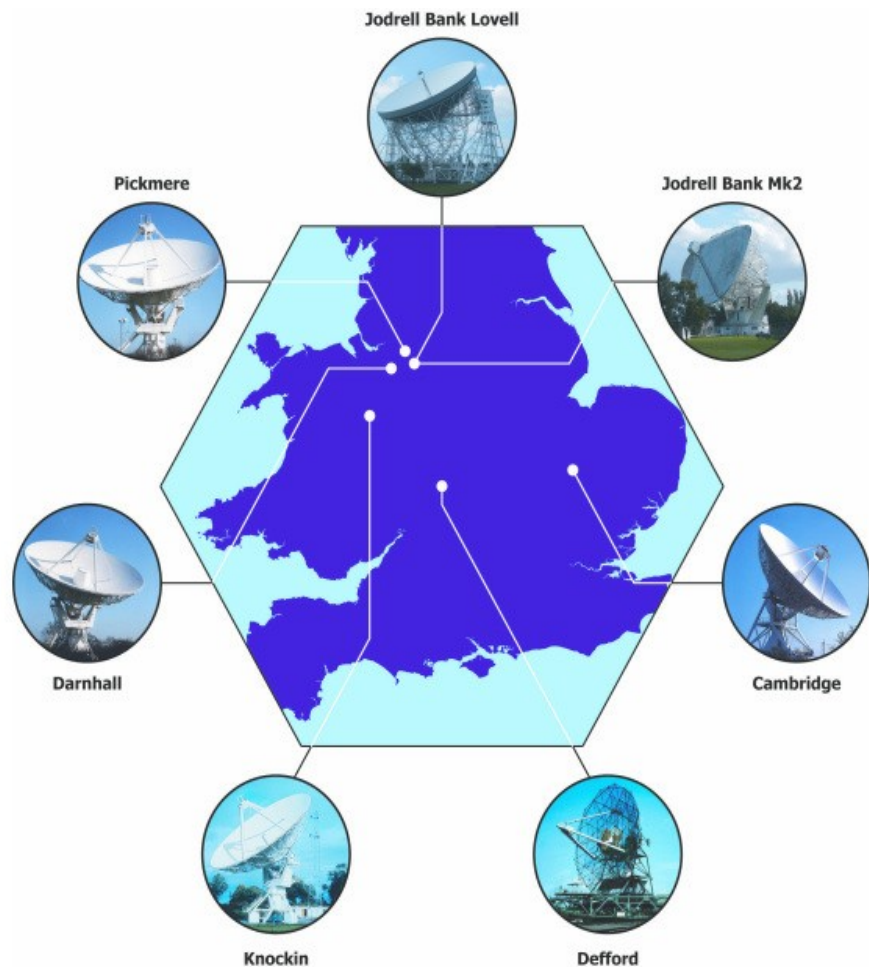 Jodrell Bank Lovell
Pickmere
Jodrell Bank Mk2
Darnhall
Cambridge
Knockin
Defford